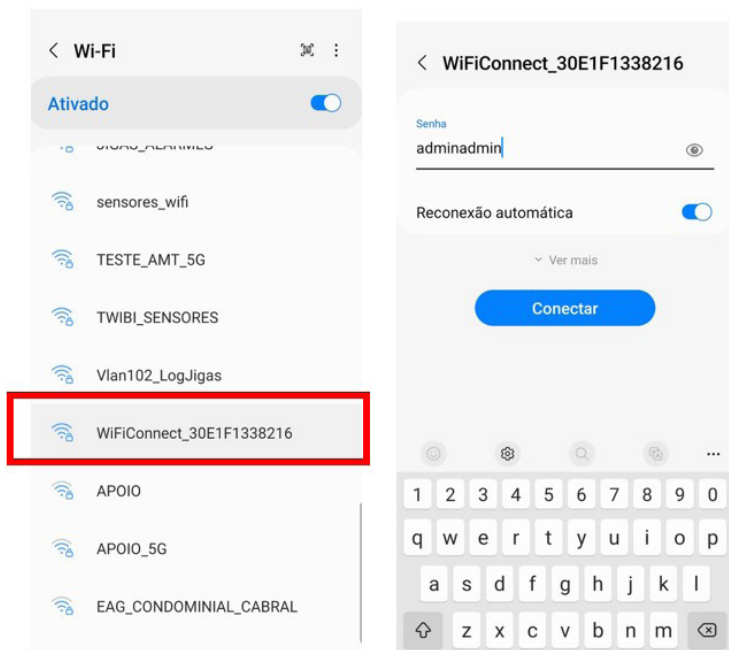 Wi-Fi
Ativado
sensores_wifi
TESTE_AMT_5G
TWIBI_SENSORES
Vlan102_LogJigas
WiFiConnect_30E1F1338216
APOIO
APOIO_5G
EAG_CONDOMINIAL_CABRAL
WiFiConnect_30E1F1338216
Senha
adminadmin
Reconexão automática
Ver mais
Conectar
1 2 3 4 5 6 7 8 9 0
q w e r t y u i o p
a s d f g h j k l
z x c v b n m